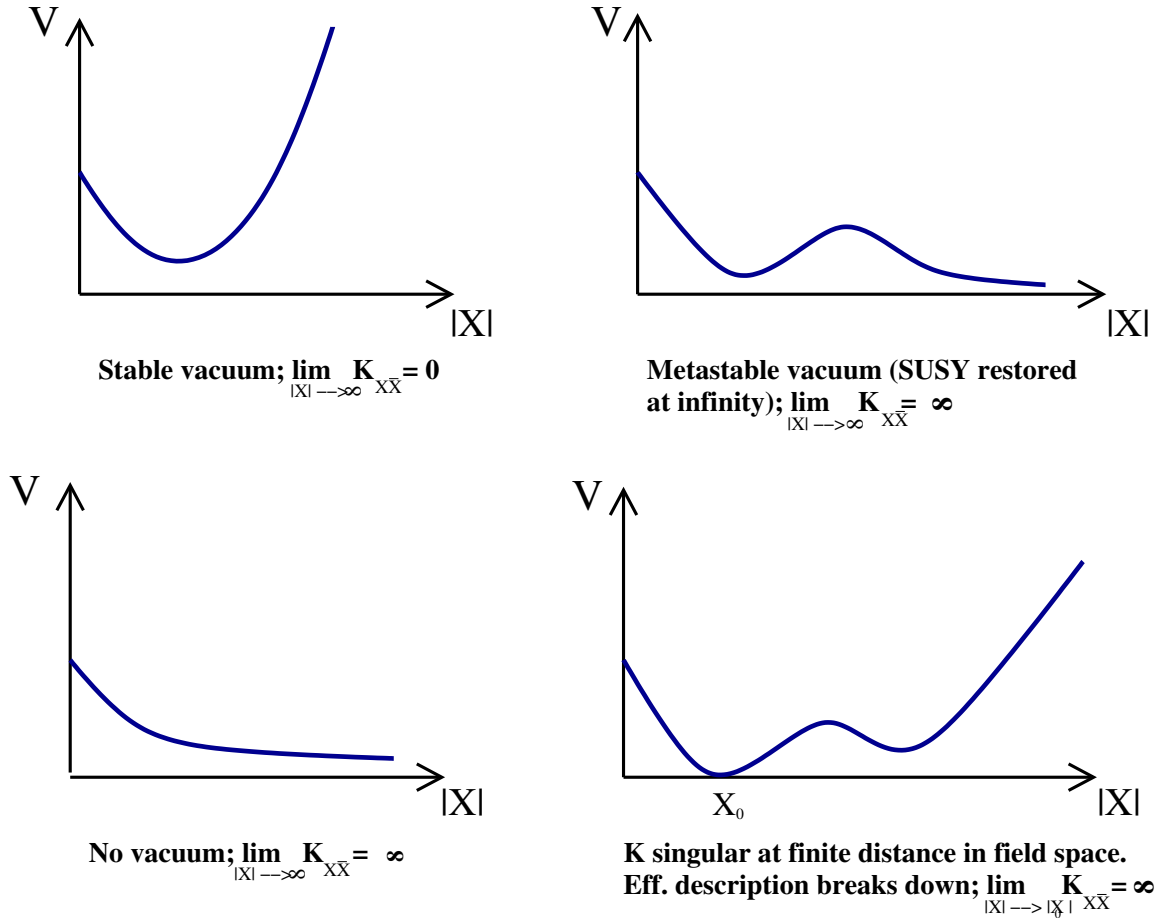 V
|X|
Stable vacuum; lim K XX̄ = 0
|X| −−>∞
V
|X|
Metastable vacuum (SUSY restored
at infinity); lim K XX̄ = ∞
|X| −−>∞
V
|X|
No vacuum; lim K XX̄ = ∞
|X| −−>∞
V
X₀
|X|
K singular at finite distance in field space.
Eff. description breaks down; lim K XX̄ = ∞
|X| −−> |X₀|